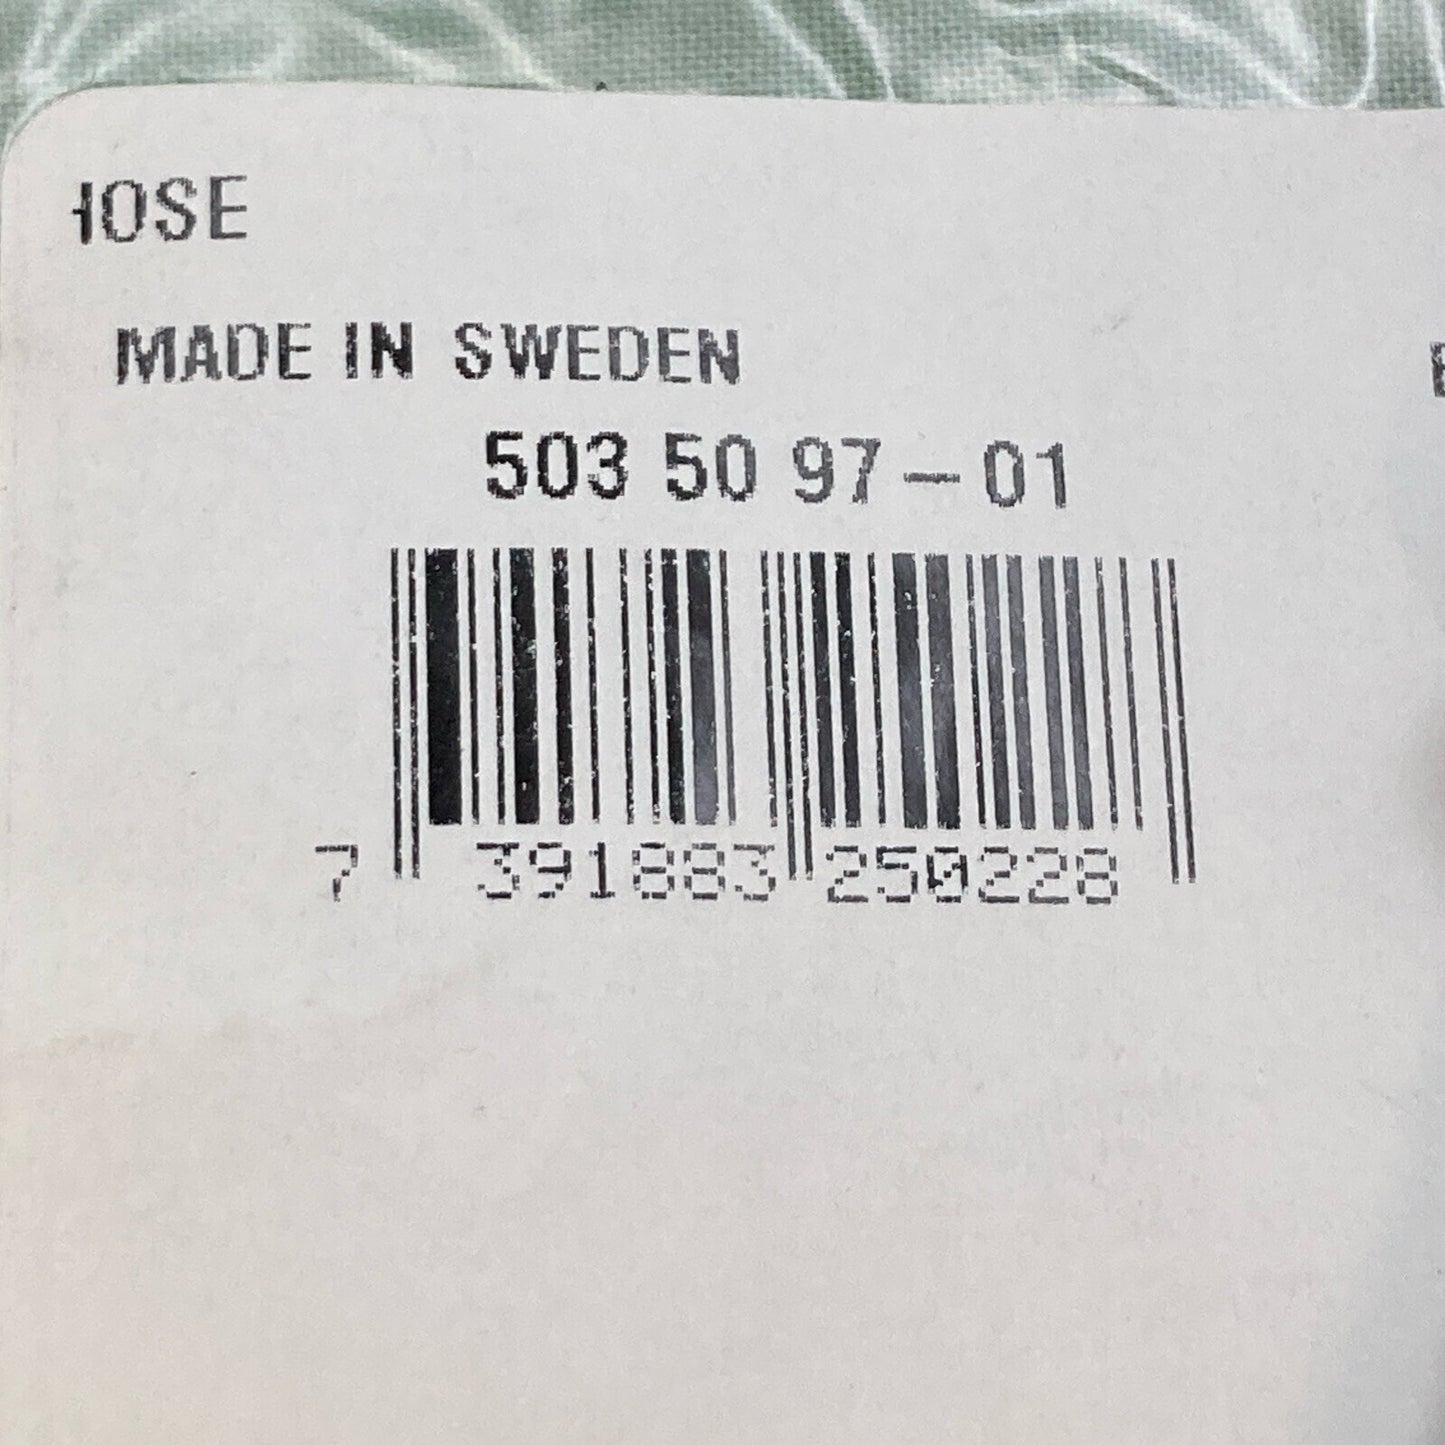 HOSE
MADE IN SWEDEN
503 50 97-01
7 391883 250228